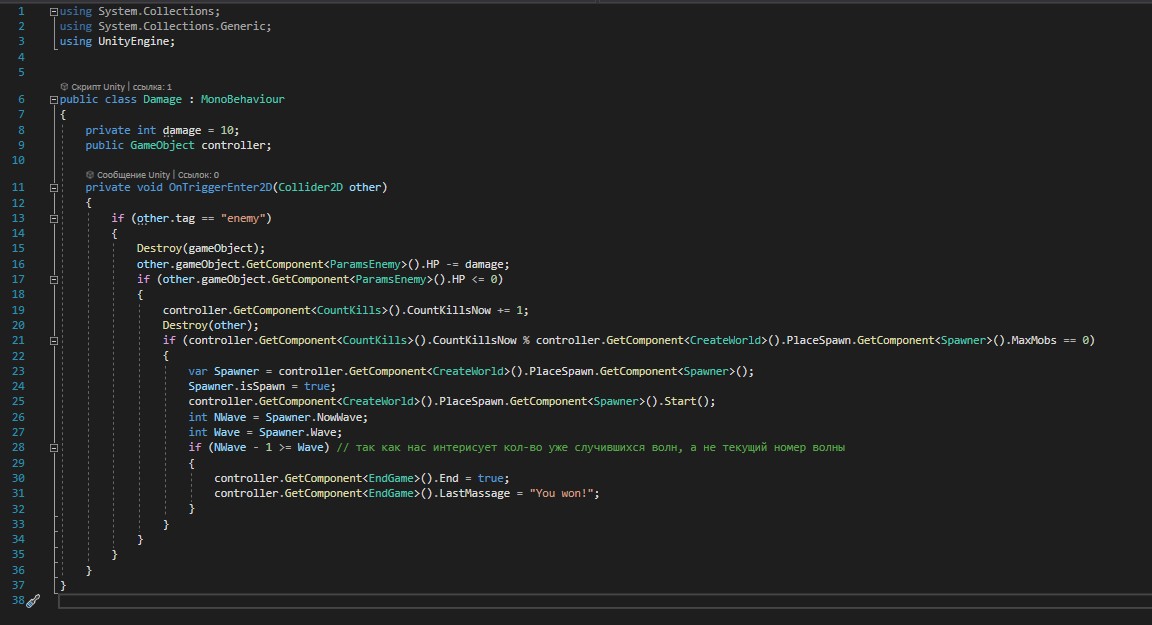 1 using System.Collections;
2 using System.Collections.Generic;
3 using UnityEngine;
4
5
Скрипт Unity | ссылка: 1
6 public class Damage : MonoBehaviour
7 {
8 private int damage = 10;
9 public GameObject controller;
10
Сообщение Unity | Ссылок: 0
11 private void OnTriggerEnter2D(Collider2D other)
12 {
13 if (other.tag == "enemy")
14 {
15 Destroy(gameObject);
16 other.gameObject.GetComponent<ParamsEnemy>().HP -= damage;
17 if (other.gameObject.GetComponent<ParamsEnemy>().HP <= 0)
18 {
19 controller.GetComponent<CountKills>().CountKillsNow += 1;
20 Destroy(other);
21 if (controller.GetComponent<CountKills>().CountKillsNow % controller.GetComponent<CreateWorld>().PlaceSpawn.GetComponent<Spawner>().MaxMobs == 0)
22 {
23 var Spawner = controller.GetComponent<CreateWorld>().PlaceSpawn.GetComponent<Spawner>();
24 Spawner.isSpawn = true;
25 controller.GetComponent<CreateWorld>().PlaceSpawn.GetComponent<Spawner>().Start();
26 int NWave = Spawner.NowWave;
27 int Wave = Spawner.Wave;
28 if (NWave - 1 >= Wave) // так как нас интерисует кол-во уже случившихся волн, а не текущий номер волны
29 {
30 controller.GetComponent<EndGame>().End = true;
31 controller.GetComponent<EndGame>().LastMassage = "You won!";
32 }
33 }
34 }
35 }
36 }
37 }
38